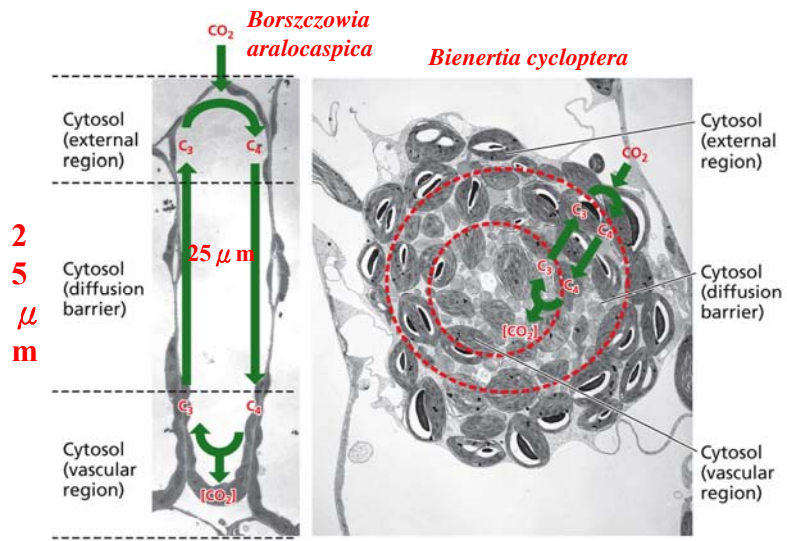 Borszczowia
aralocaspica
Bienertia cycloptera
CO2
Cytosol
(external
region)
C3
C4
2
5
μ
m
25 μ m
Cytosol
(diffusion
barrier)
C3
C4
Cytosol
(vascular
region)
[CO2]
Cytosol
(external
region)
CO2
C3
C4
C3
C4
[CO2]
Cytosol
(diffusion
barrier)
Cytosol
(vascular
region)